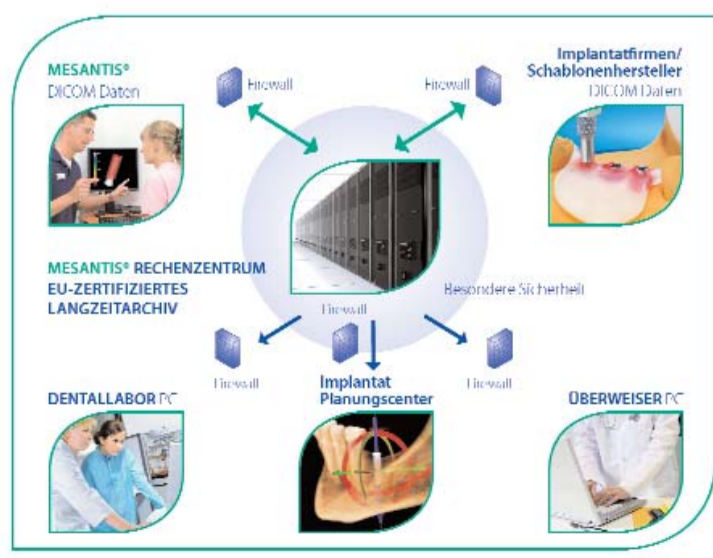 MESANTIS®
DICOM Daten
Firewall
Firewall
Implantatfirmen/
Schablonenhersteller
DICOM Daten
MESANTIS® RECHENZENTRUM
EU-ZERTIFIZIERTES
LANGZEITARCHIV
Besondere Sicherheit
Firewall
Firewall
Firewall
DENTALLABOR PC
Implantat
Planungscenter
ÜBERWEISER PC